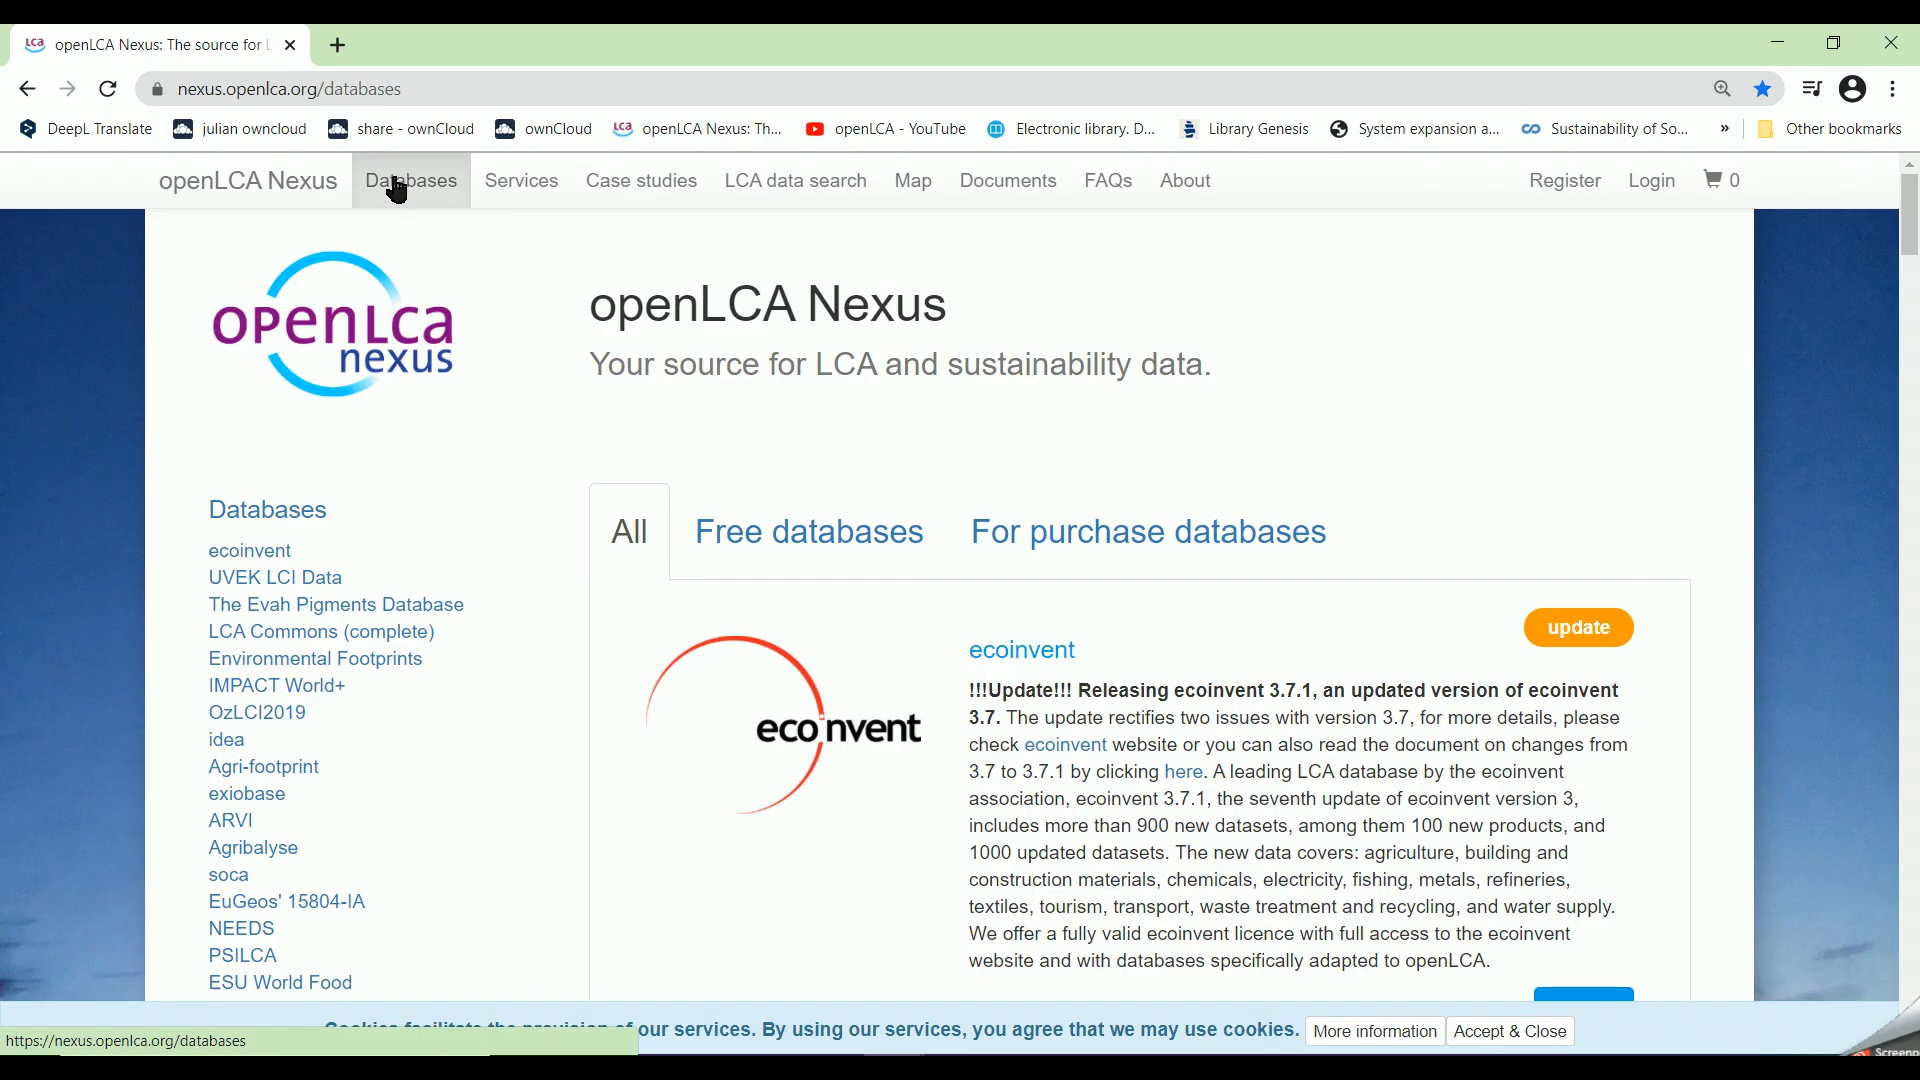 openLCA Nexus: The source for L
nexus.openlca.org/databases
DeepL Translate julian owncloud share - ownCloud ownCloud openLCA Nexus: Th... openLCA - YouTube Electronic library. D... Library Genesis System expansion a... Sustainability of So... » Other bookmarks
openLCA Nexus Databases Services Case studies LCA data search Map Documents FAQs About Register Login 0
openLCA
nexus
openLCA Nexus
Your source for LCA and sustainability data.
Databases
ecoinvent
UVEK LCI Data
The Evah Pigments Database
LCA Commons (complete)
Environmental Footprints
IMPACT World+
OzLCI2019
idea
Agri-footprint
exiobase
ARVI
Agribalyse
soca
EuGeos' 15804-IA
NEEDS
PSILCA
ESU World Food
All Free databases For purchase databases
update
ecoinvent
ecoinvent
!!!Update!!! Releasing ecoinvent 3.7.1, an updated version of ecoinvent
3.7. The update rectifies two issues with version 3.7, for more details, please
check ecoinvent website or you can also read the document on changes from
3.7 to 3.7.1 by clicking here. A leading LCA database by the ecoinvent
association, ecoinvent 3.7.1, the seventh update of ecoinvent version 3,
includes more than 900 new datasets, among them 100 new products, and
1000 updated datasets. The new data covers: agriculture, building and
construction materials, chemicals, electricity, fishing, metals, refineries,
textiles, tourism, transport, waste treatment and recycling, and water supply.
We offer a fully valid ecoinvent licence with full access to the ecoinvent
website and with databases specifically adapted to openLCA.
Cookies facilitate the provision of our services. By using our services, you agree that we may use cookies. More information Accept & Close
https://nexus.openlca.org/databases